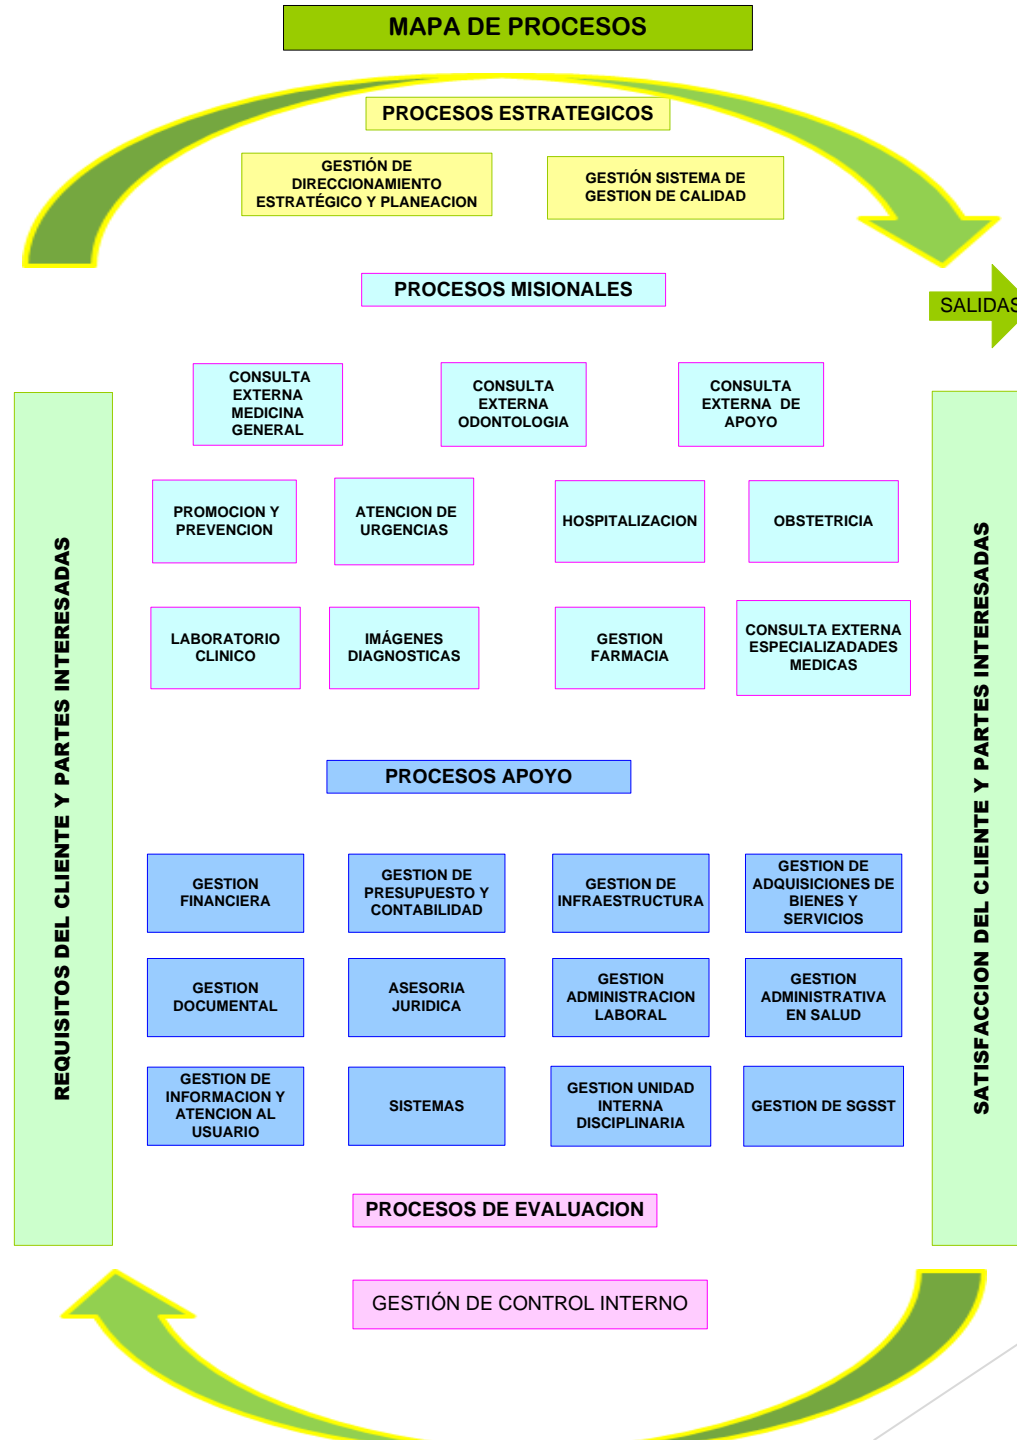 MAPA DE PROCESOS
PROCESOS ESTRATEGICOS
GESTIÓN DE
DIRECCIONAMIENTO
ESTRATÉGICO Y PLANEACION
GESTIÓN SISTEMA DE
GESTION DE CALIDAD
PROCESOS MISIONALES
SALIDAS
CONSULTA
EXTERNA
MEDICINA
GENERAL
CONSULTA
EXTERNA
ODONTOLOGIA
CONSULTA
EXTERNA DE
APOYO
PROMOCION Y
PREVENCION
ATENCION DE
URGENCIAS
HOSPITALIZACION
OBSTETRICIA
LABORATORIO
CLINICO
IMÁGENES
DIAGNOSTICAS
GESTION
FARMACIA
CONSULTA EXTERNA
ESPECIALIZADADES
MEDICAS
REQUISITOS DEL CLIENTE Y PARTES INTERESADAS
SATISFACCION DEL CLIENTE Y PARTES INTERESADAS
PROCESOS APOYO
GESTION
FINANCIERA
GESTION DE
PRESUPUESTO Y
CONTABILIDAD
GESTION DE
INFRAESTRUCTURA
GESTION DE
ADQUISICIONES DE
BIENES Y
SERVICIOS
GESTION
DOCUMENTAL
ASESORIA
JURIDICA
GESTION
ADMINISTRACION
LABORAL
GESTION
ADMINISTRATIVA
EN SALUD
GESTION DE
INFORMACION Y
ATENCION AL
USUARIO
SISTEMAS
GESTION UNIDAD
INTERNA
DISCIPLINARIA
GESTION DE SGSST
PROCESOS DE EVALUACION
GESTIÓN DE CONTROL INTERNO